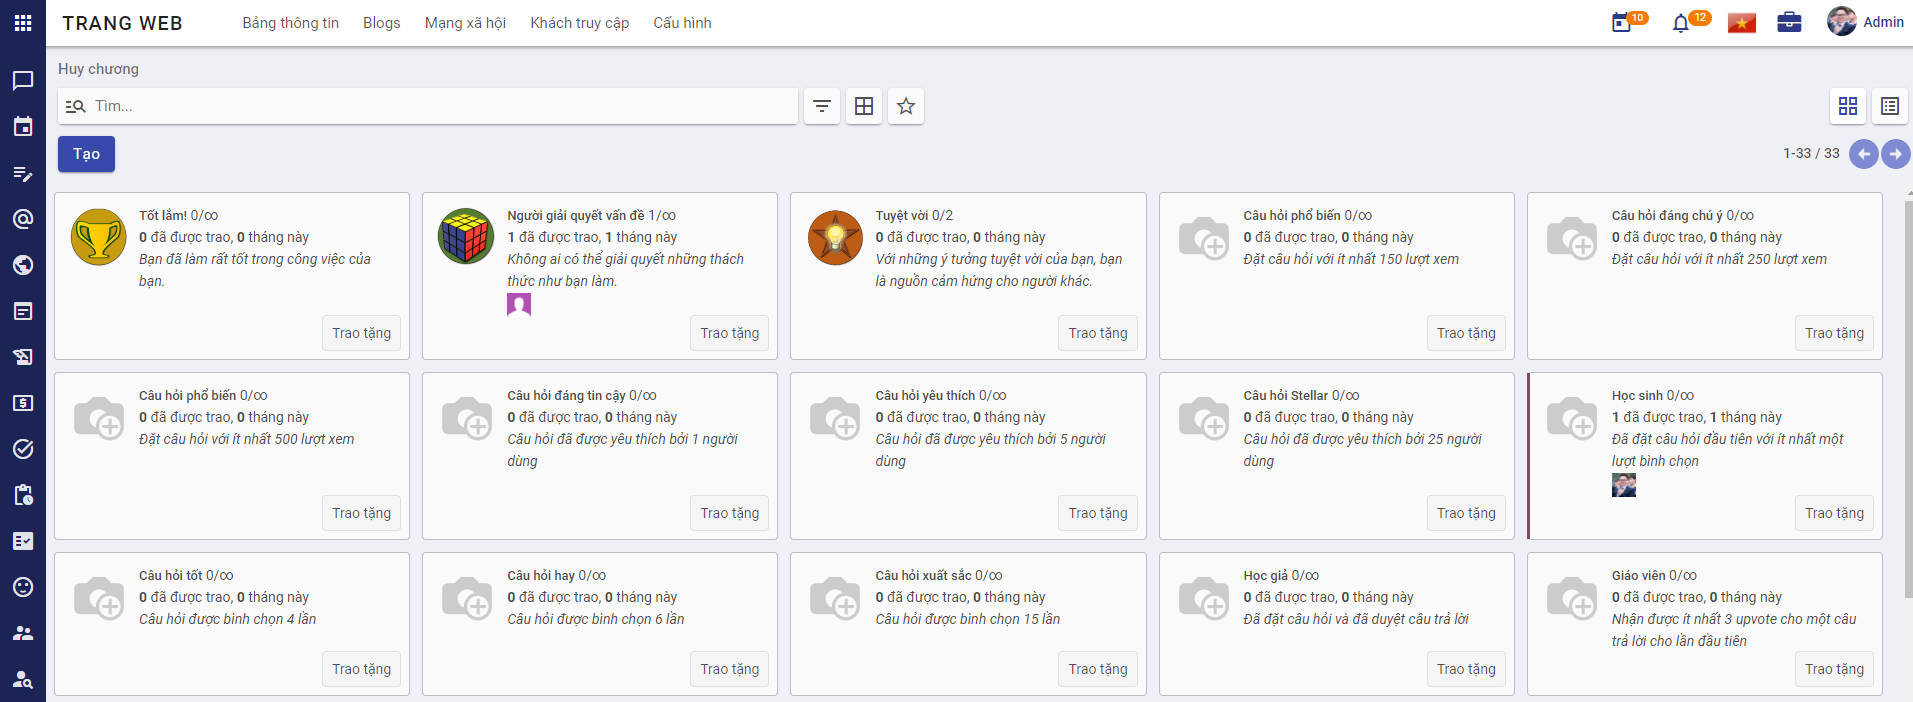 TRANG WEB
Bảng thông tin
Blogs
Mạng xã hội
Khách truy cập
Cấu hình
10
12
Admin
Huy chương
Tìm...
Tạo
1-33 / 33
Tốt lắm! 0/∞
0 đã được trao, 0 tháng này
Bạn đã làm rất tốt trong công việc của
bạn.
Trao tặng
Người giải quyết vấn đề 1/∞
1 đã được trao, 1 tháng này
Không ai có thể giải quyết những thách
thức như bạn làm.
Trao tặng
Tuyệt vời 0/2
0 đã được trao, 0 tháng này
Với những ý tưởng tuyệt vời của bạn, bạn
là nguồn cảm hứng cho người khác.
Trao tặng
Câu hỏi phổ biến 0/∞
0 đã được trao, 0 tháng này
Đặt câu hỏi với ít nhất 150 lượt xem
Trao tặng
Câu hỏi đáng chú ý 0/∞
0 đã được trao, 0 tháng này
Đặt câu hỏi với ít nhất 250 lượt xem
Trao tặng
Câu hỏi phổ biến 0/∞
0 đã được trao, 0 tháng này
Đặt câu hỏi với ít nhất 500 lượt xem
Trao tặng
Câu hỏi đáng tin cậy 0/∞
0 đã được trao, 0 tháng này
Câu hỏi đã được yêu thích bởi 1 người
dùng
Trao tặng
Câu hỏi yêu thích 0/∞
0 đã được trao, 0 tháng này
Câu hỏi đã được yêu thích bởi 5 người
dùng
Trao tặng
Câu hỏi Stellar 0/∞
0 đã được trao, 0 tháng này
Câu hỏi đã được yêu thích bởi 25 người
dùng
Trao tặng
Học sinh 0/∞
1 đã được trao, 1 tháng này
Đã đặt câu hỏi đầu tiên với ít nhất một
lượt bình chọn
Trao tặng
Câu hỏi tốt 0/∞
0 đã được trao, 0 tháng này
Câu hỏi được bình chọn 4 lần
Trao tặng
Câu hỏi hay 0/∞
0 đã được trao, 0 tháng này
Câu hỏi được bình chọn 6 lần
Trao tặng
Câu hỏi xuất sắc 0/∞
0 đã được trao, 0 tháng này
Câu hỏi được bình chọn 15 lần
Trao tặng
Học giả 0/∞
0 đã được trao, 0 tháng này
Đã đặt câu hỏi và đã duyệt câu trả lời
Trao tặng
Giáo viên 0/∞
0 đã được trao, 0 tháng này
Nhận được ít nhất 3 upvote cho một câu
trả lời cho lần đầu tiên
Trao tặng